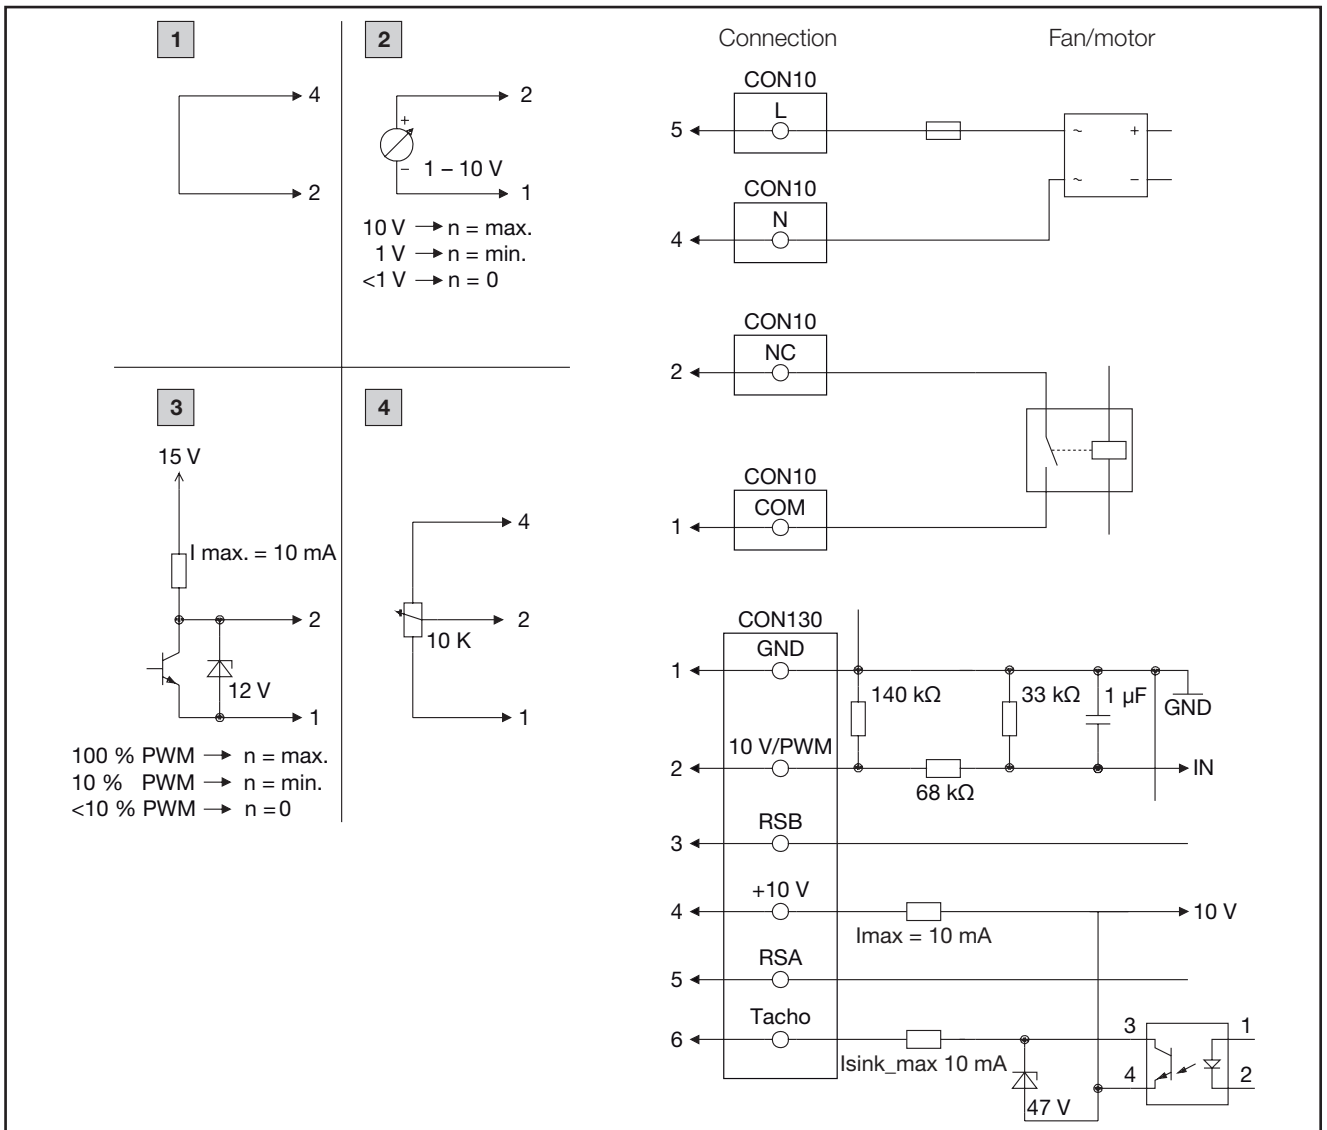 1
4
2
2
2
+
–
1 – 10 V
1
10 V → n = max.
1 V → n = min.
<1 V → n = 0
3
15 V
I max. = 10 mA
2
12 V
1
100 % PWM → n = max.
10 % PWM → n = min.
<10 % PWM → n = 0
4
4
2
10 K
1
Connection
Fan/motor
CON10
L
5
~ +
~ –
CON10
N
4
CON10
NC
2
CON10
COM
1
CON130
GND
1
140 kΩ
33 kΩ
1 µF
GND
10 V/PWM
2
68 kΩ
IN
RSB
3
+10 V
4
Imax = 10 mA
10 V
RSA
5
Tacho
6
Isink_max 10 mA
47 V
3
4
1
2